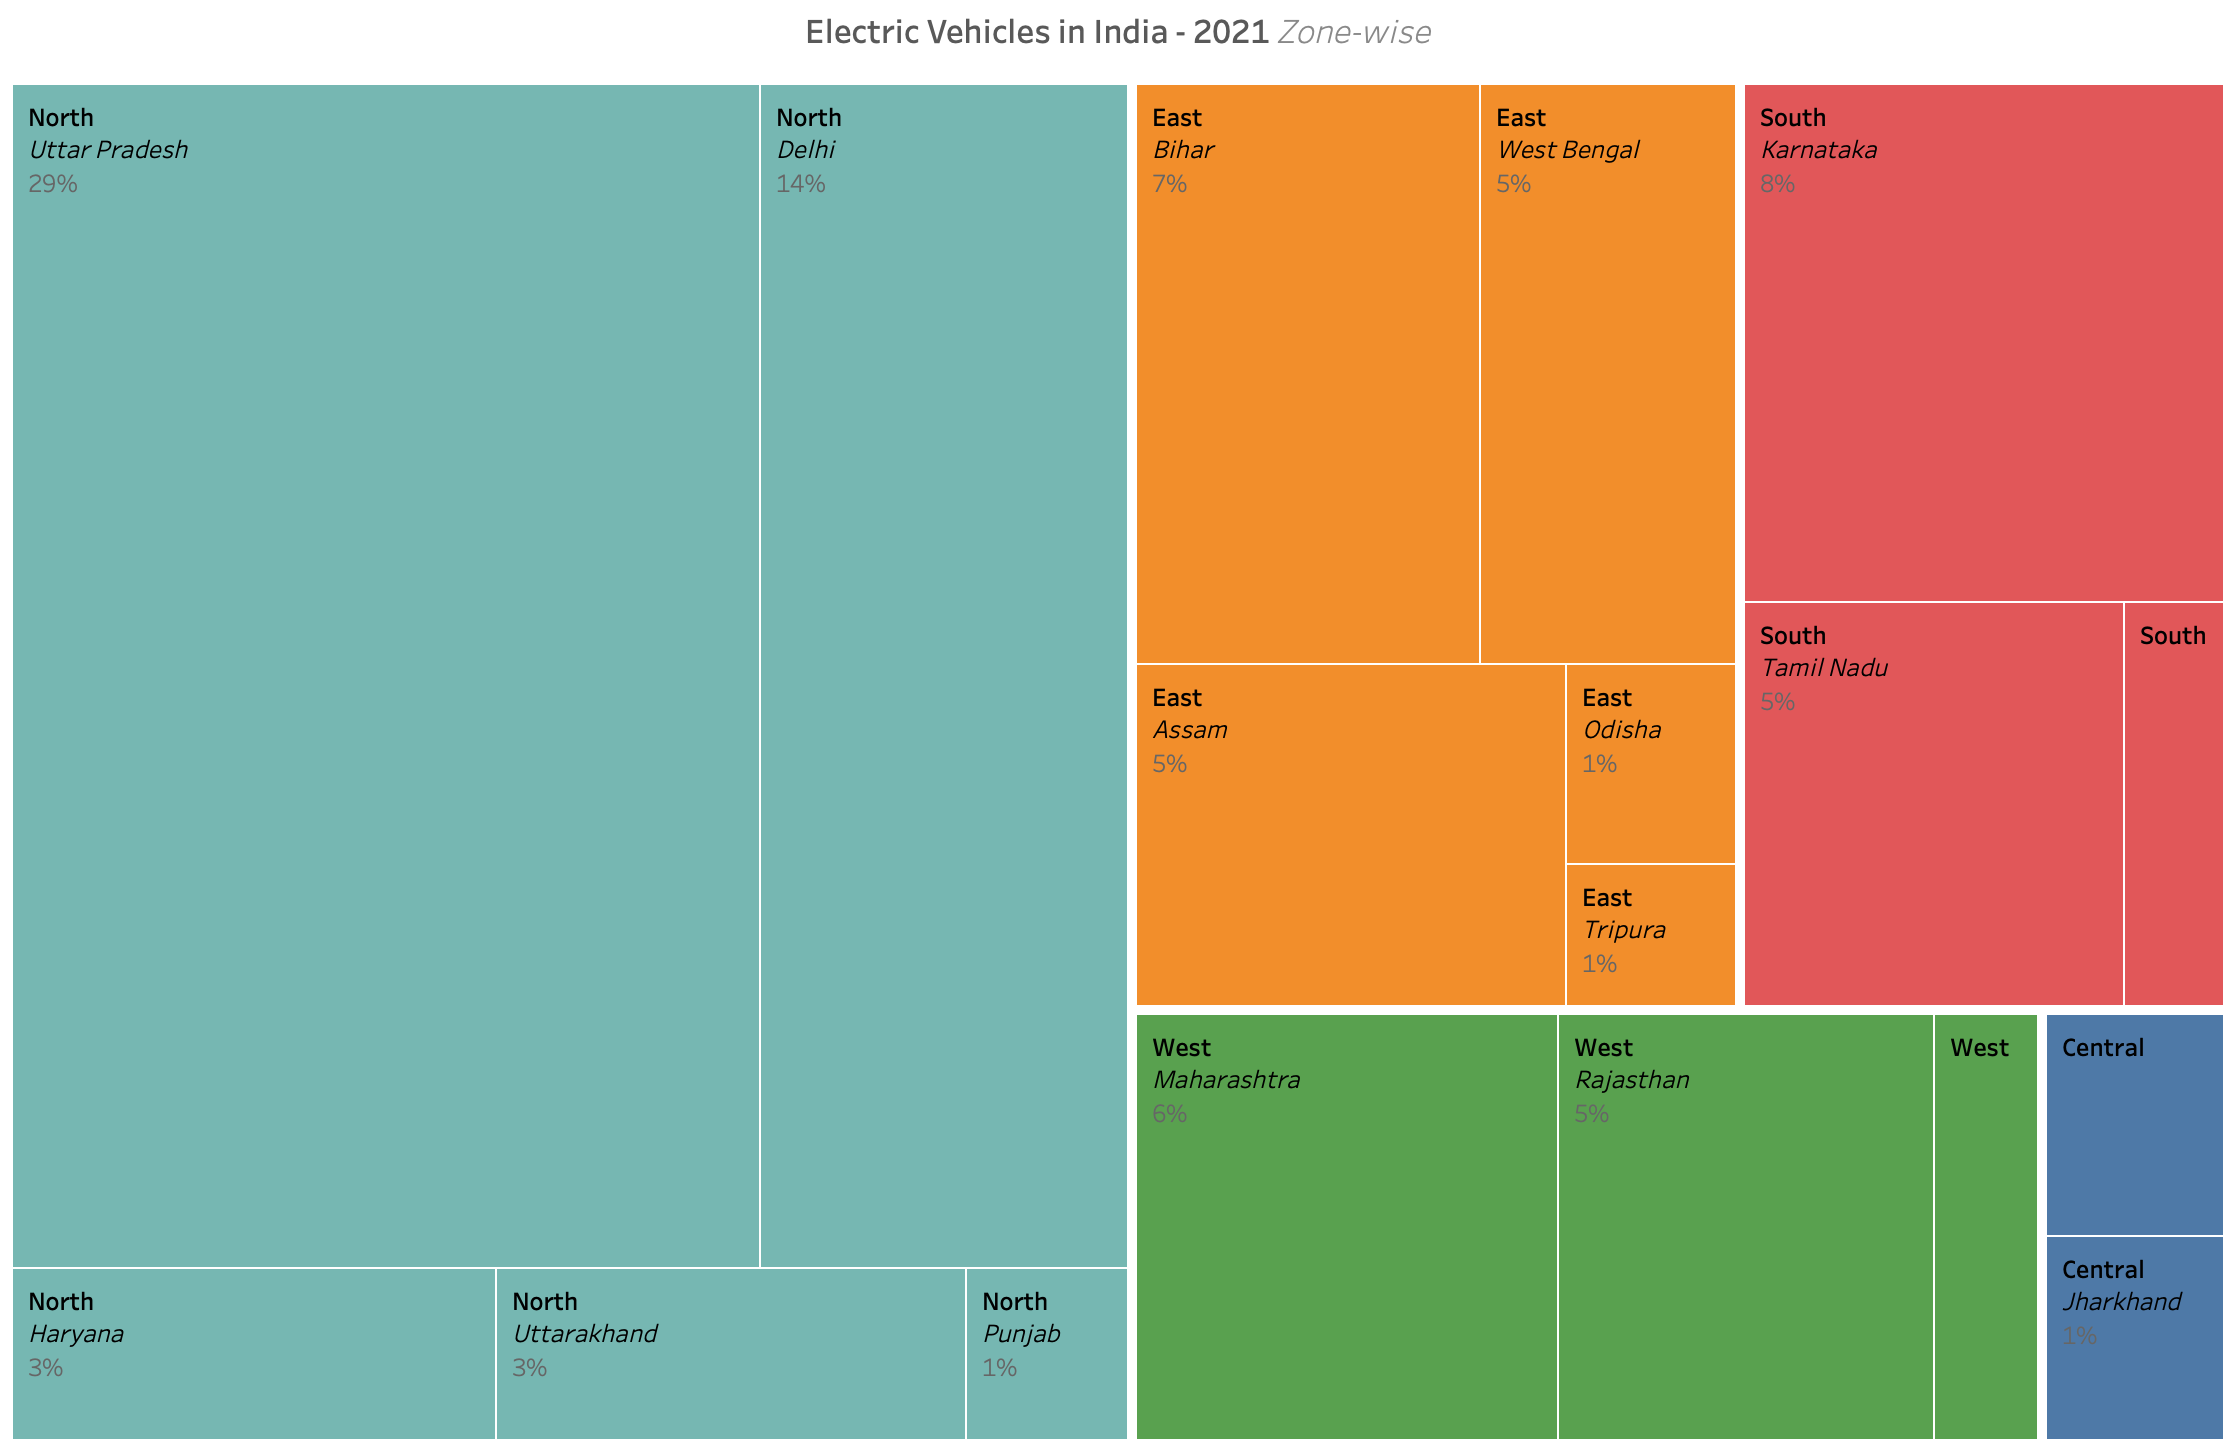 Electric Vehicles in India - 2021 Zone-wise
North
Uttar Pradesh
29%
North
Delhi
14%
North
Haryana
3%
North
Uttarakhand
3%
North
Punjab
1%
East
Bihar
7%
East
West Bengal
5%
East
Assam
5%
East
Odisha
1%
East
Tripura
1%
South
Karnataka
8%
South
Tamil Nadu
5%
South
West
Maharashtra
6%
West
Rajasthan
5%
West
Central
Central
Jharkhand
1%